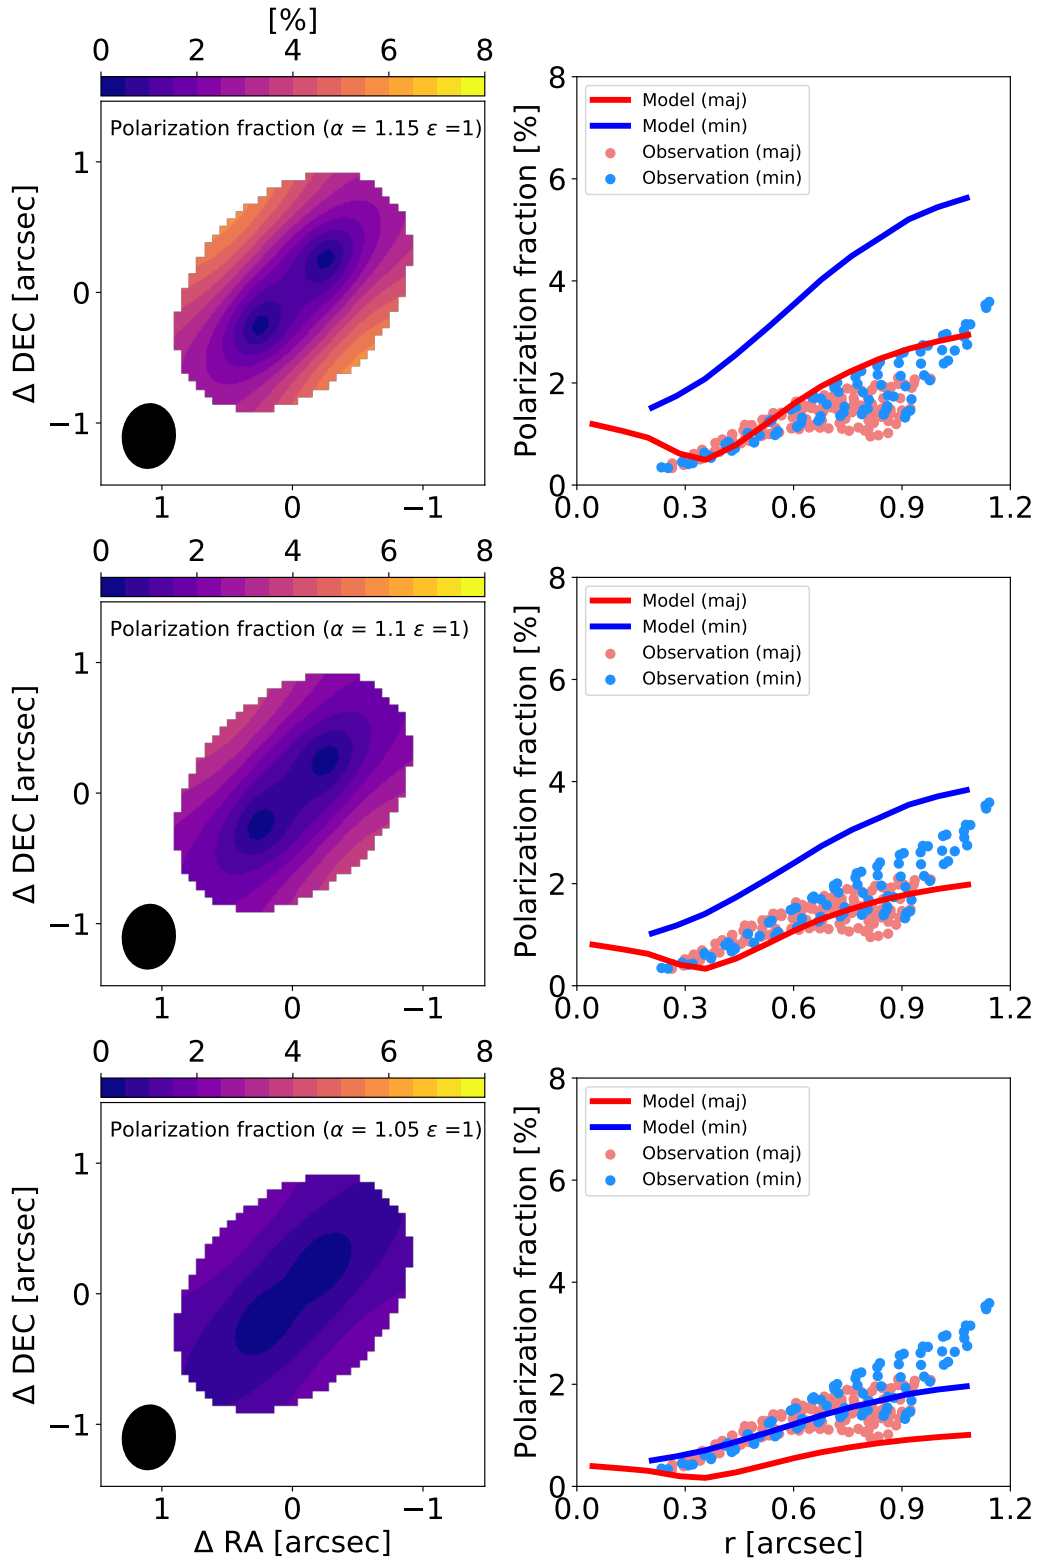 [%]
0 2 4 6 8
Polarization fraction (α = 1.15 ε =1)
Δ DEC [arcsec]
1
0
−1
1 0 −1
Polarization fraction [%]
8
6
4
2
0
Model (maj)
Model (min)
Observation (maj)
Observation (min)
0.0 0.3 0.6 0.9 1.2
0 2 4 6 8
Polarization fraction (α = 1.1 ε =1)
Δ DEC [arcsec]
1
0
−1
1 0 −1
Polarization fraction [%]
8
6
4
2
0
Model (maj)
Model (min)
Observation (maj)
Observation (min)
0.0 0.3 0.6 0.9 1.2
0 2 4 6 8
Polarization fraction (α = 1.05 ε =1)
Δ DEC [arcsec]
1
0
−1
1 0 −1
Δ RA [arcsec]
Polarization fraction [%]
8
6
4
2
0
Model (maj)
Model (min)
Observation (maj)
Observation (min)
0.0 0.3 0.6 0.9 1.2
r [arcsec]